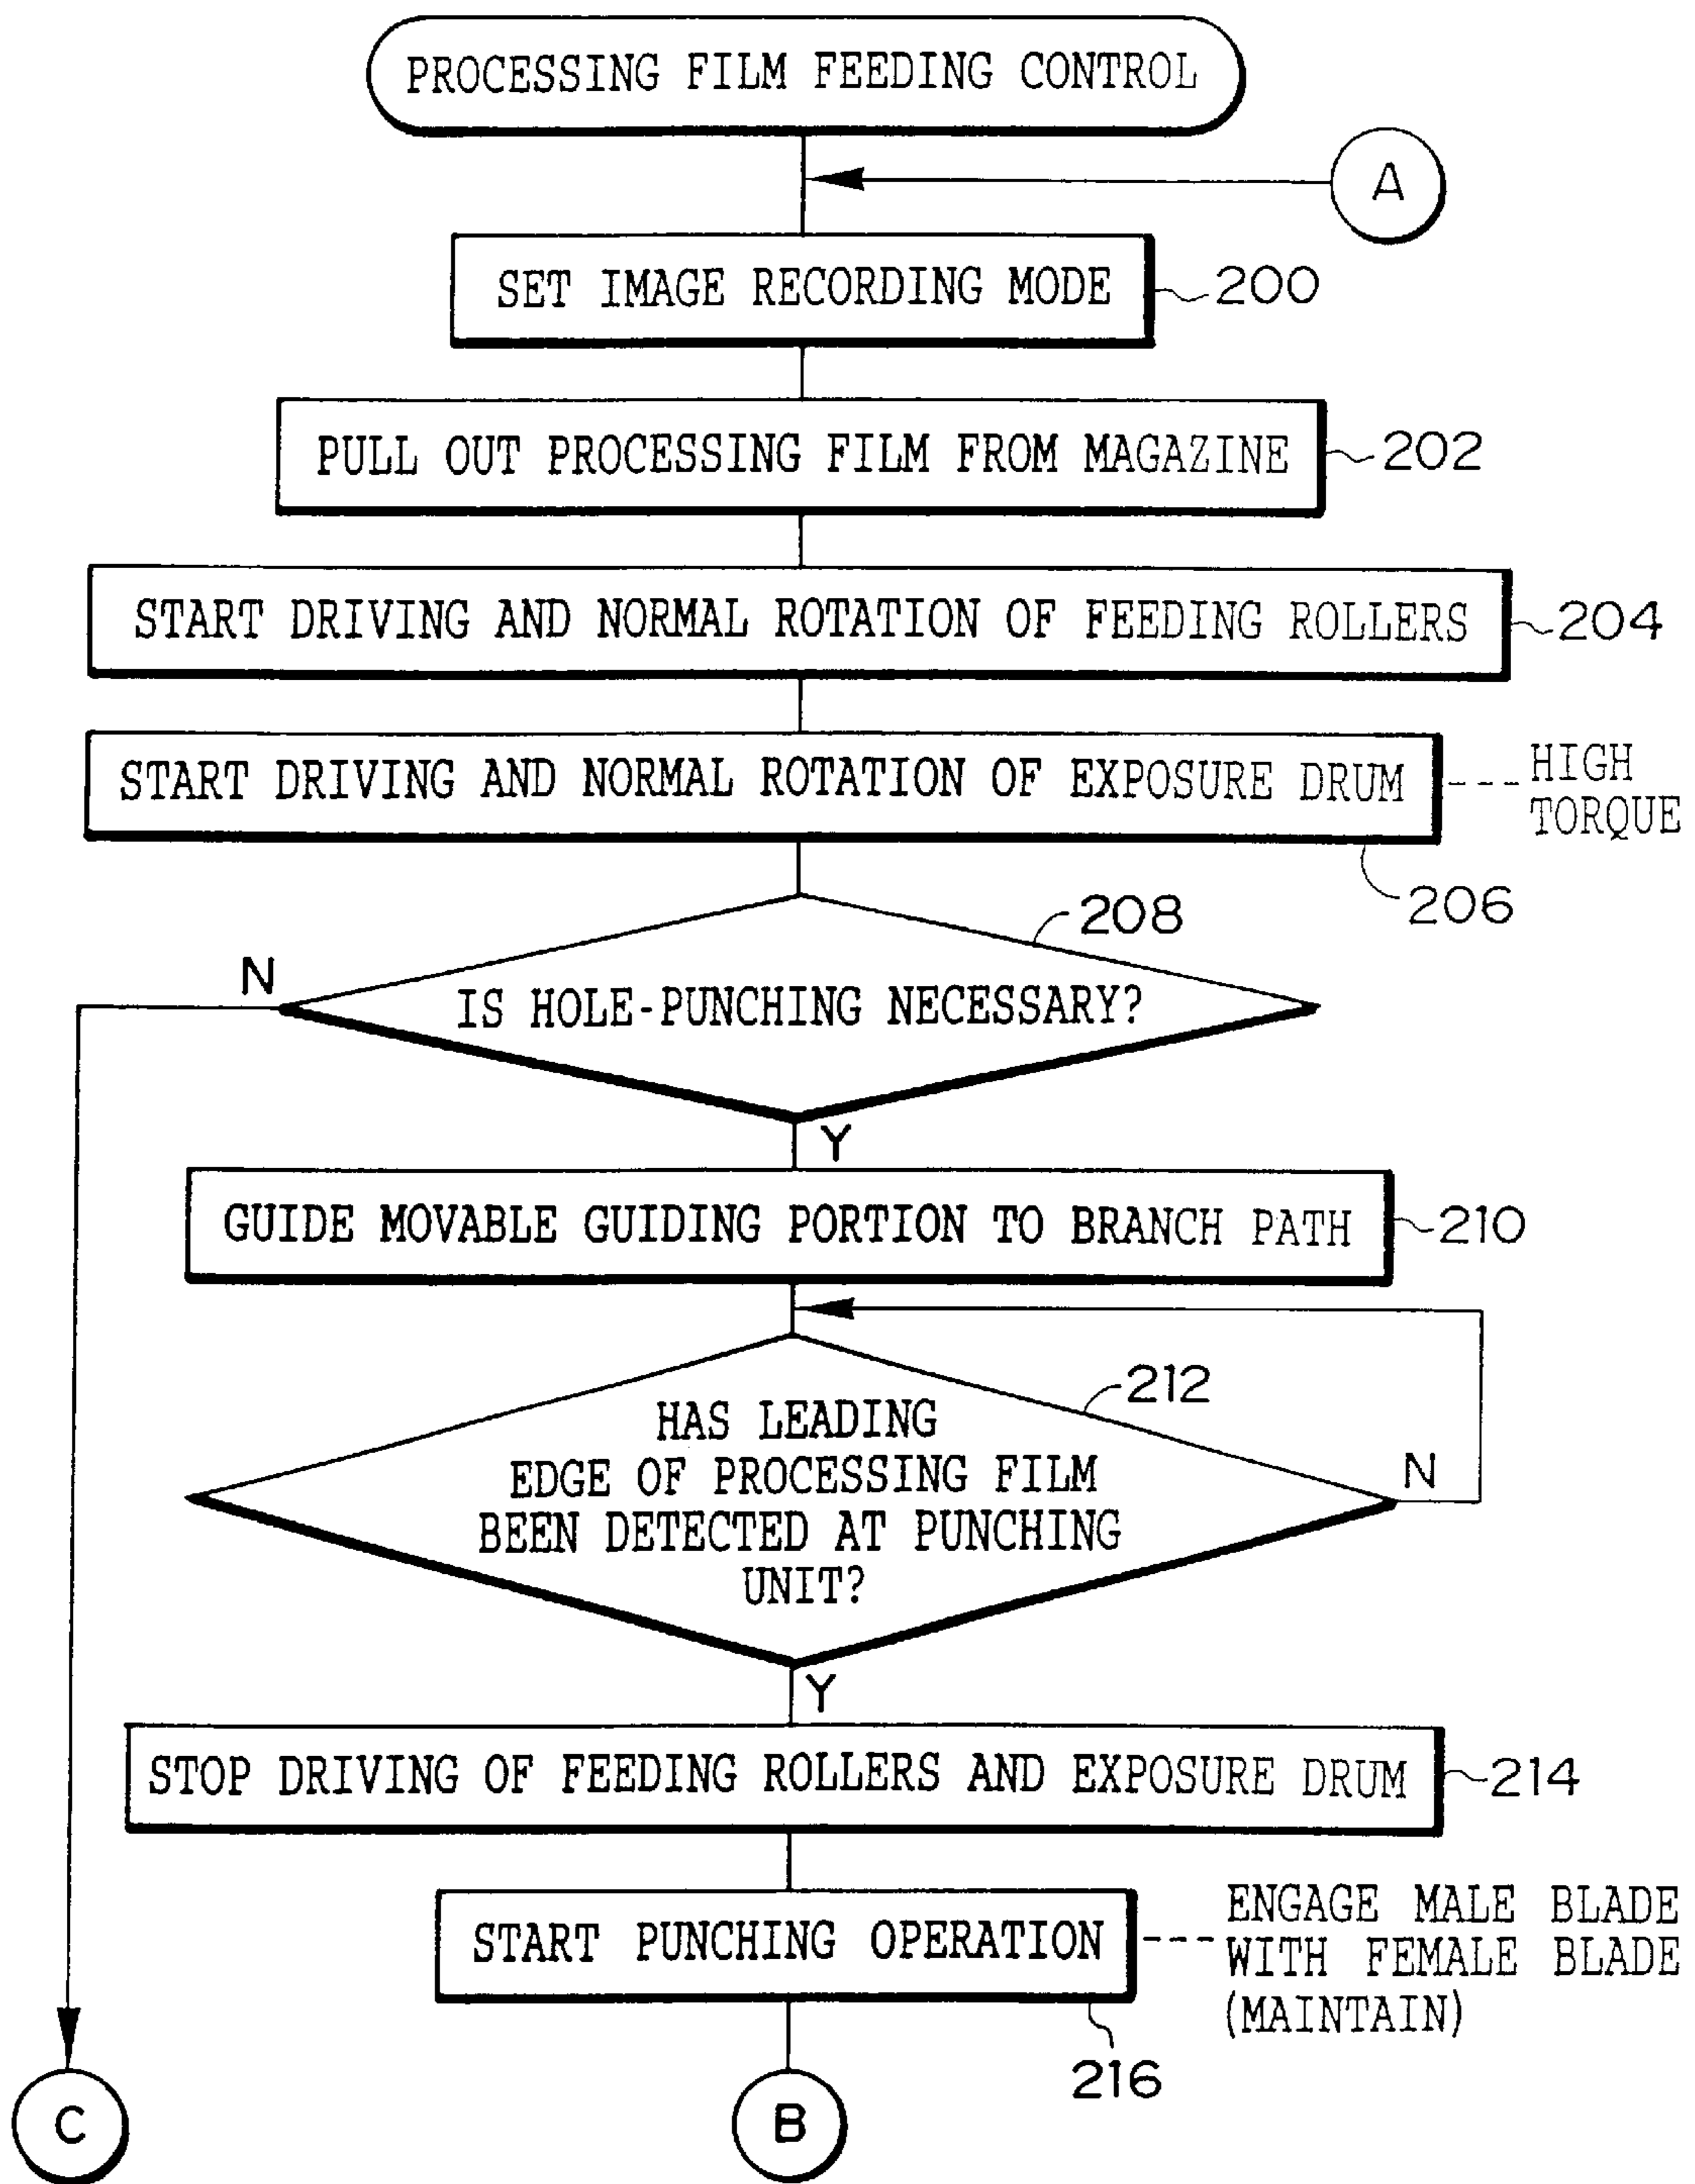 PROCESSING FILM FEEDING CONTROL
A
SET IMAGE RECORDING MODE
200
PULL OUT PROCESSING FILM FROM MAGAZINE
202
START DRIVING AND NORMAL ROTATION OF FEEDING ROLLERS
204
START DRIVING AND NORMAL ROTATION OF EXPOSURE DRUM
HIGH
TORQUE
206
208
N
IS HOLE-PUNCHING NECESSARY?
Y
GUIDE MOVABLE GUIDING PORTION TO BRANCH PATH
210
212
HAS LEADING
EDGE OF PROCESSING FILM
BEEN DETECTED AT PUNCHING
UNIT?
N
Y
STOP DRIVING OF FEEDING ROLLERS AND EXPOSURE DRUM
214
START PUNCHING OPERATION
ENGAGE MALE BLADE
WITH FEMALE BLADE
(MAINTAIN)
216
C
B